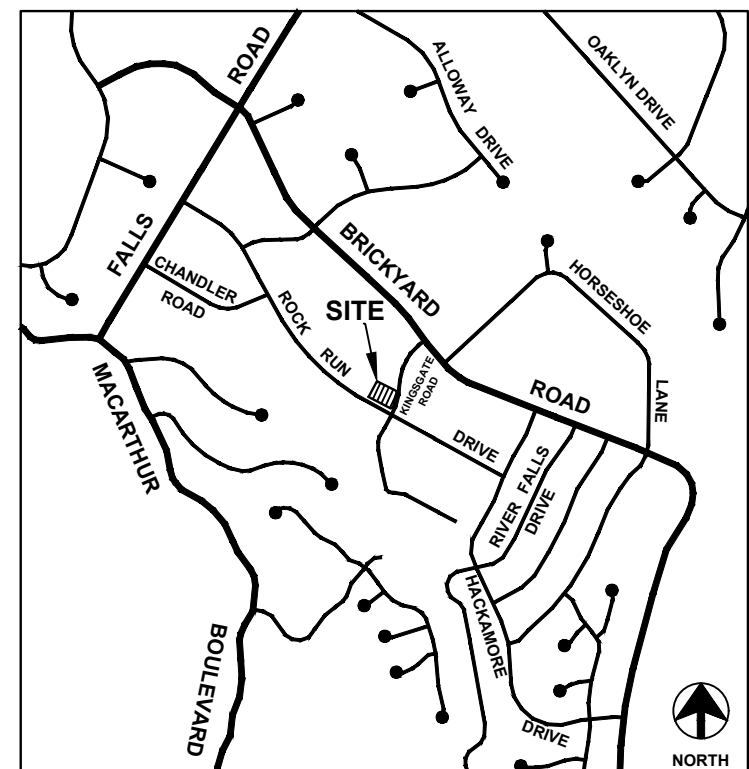 ROAD
FALLS
ALLOWAY
DRIVE
OAKLYN DRIVE
BRICKYARD
ROAD
CHANDLER
ROAD
ROCK
RUN
DRIVE
SITE
KINGSGATE
ROAD
HORSESHOE
LANE
MACARTHUR
BOULEVARD
RIVER FALLS
DRIVE
HACKAMORE
DRIVE
NORTH